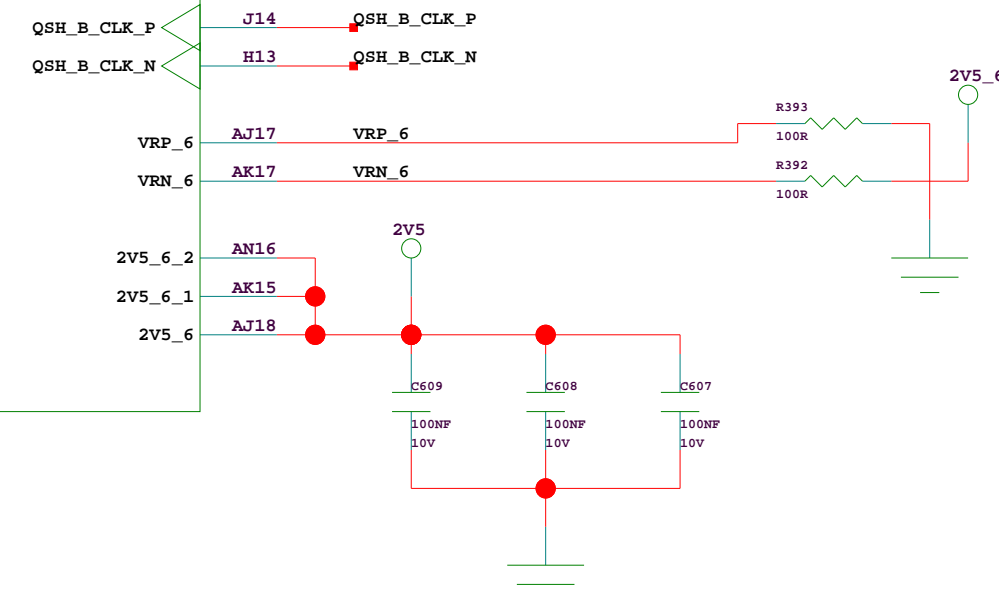 QSH_B_CLK_P J14 QSH_B_CLK_P
QSH_B_CLK_N H13 QSH_B_CLK_N
2V5_6
R393
VRP_6 AJ17 VRP_6 100R
R392
VRN_6 AK17 VRN_6
100R
2V5
2V5_6_2 AN16
2V5_6_1 AK15
2V5_6 AJ18
C609 C608 C607
100NF 100NF 100NF
10V 10V 10V